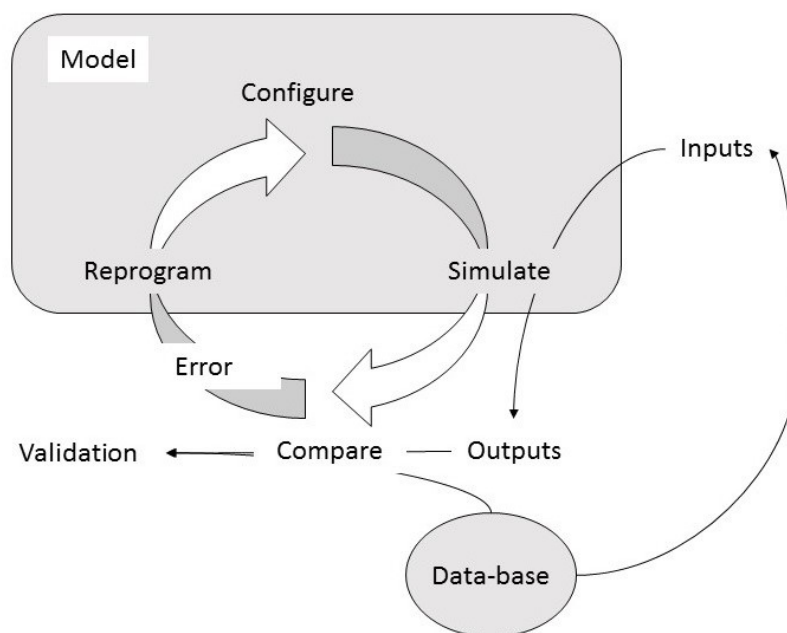 Model
Configure
Inputs
Reprogram
Simulate
Error
Validation
Compare
Outputs
Data-base